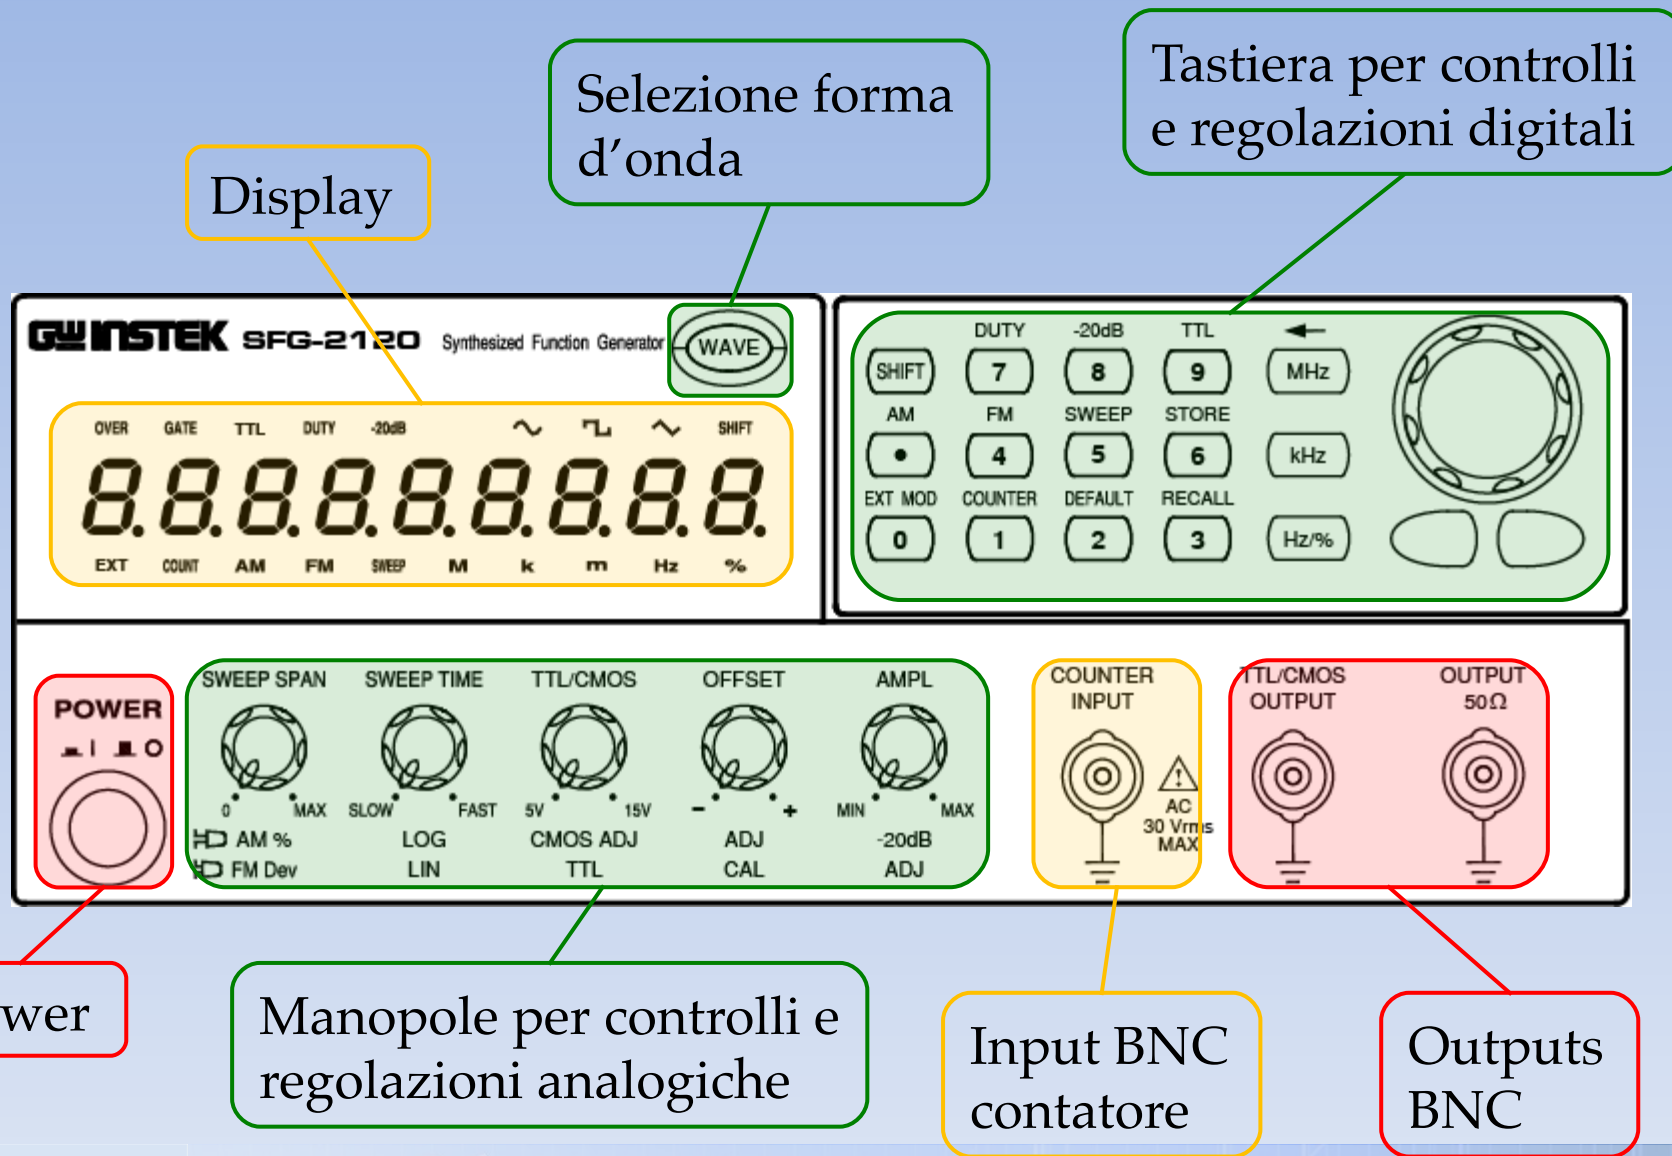 Selezione forma
d'onda
Tastiera per controlli
e regolazioni digitali
Display
GW INSTEK SFG-2120 Synthesized Function Generator
WAVE
OVER GATE TTL DUTY -20dB SHIFT
8.8.8.8.8.8.8.8.8.
EXT COUNT AM FM SWEEP M k m Hz %
DUTY -20dB TTL
SHIFT 7 8 9 MHz
AM FM SWEEP STORE
• 4 5 6 kHz
EXT MOD COUNTER DEFAULT RECALL
0 1 2 3 Hz/%
POWER
SWEEP SPAN SWEEP TIME TTL/CMOS OFFSET AMPL
0 MAX SLOW FAST 5V 15V - + MIN MAX
AM % LOG CMOS ADJ ADJ -20dB
FM Dev LIN TTL CAL ADJ
COUNTER
INPUT
AC
30 Vrms
MAX
TTL/CMOS
OUTPUT
OUTPUT
50Ω
wer
Manopole per controlli e
regolazioni analogiche
Input BNC
contatore
Outputs
BNC